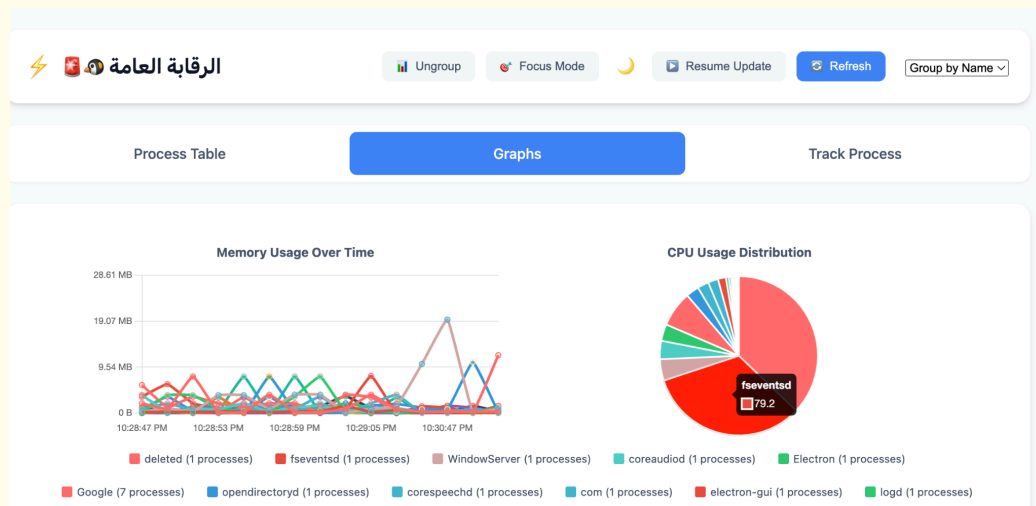 ⚡ الرقابة العامة 🐧🚨
Ungroup
Focus Mode
Resume Update
Refresh
Group by Name
Process Table
Graphs
Track Process
Memory Usage Over Time
28.61 MB
19.07 MB
9.54 MB
0 B
10:28:47 PM 10:28:53 PM 10:28:59 PM 10:29:05 PM 10:30:47 PM
CPU Usage Distribution
fseventsd
79.2
deleted (1 processes) fseventsd (1 processes) WindowServer (1 processes) coreaudiod (1 processes) Electron (1 processes)
Google (7 processes) opendirectoryd (1 processes) corespeechd (1 processes) com (1 processes) electron-gui (1 processes) logd (1 processes)